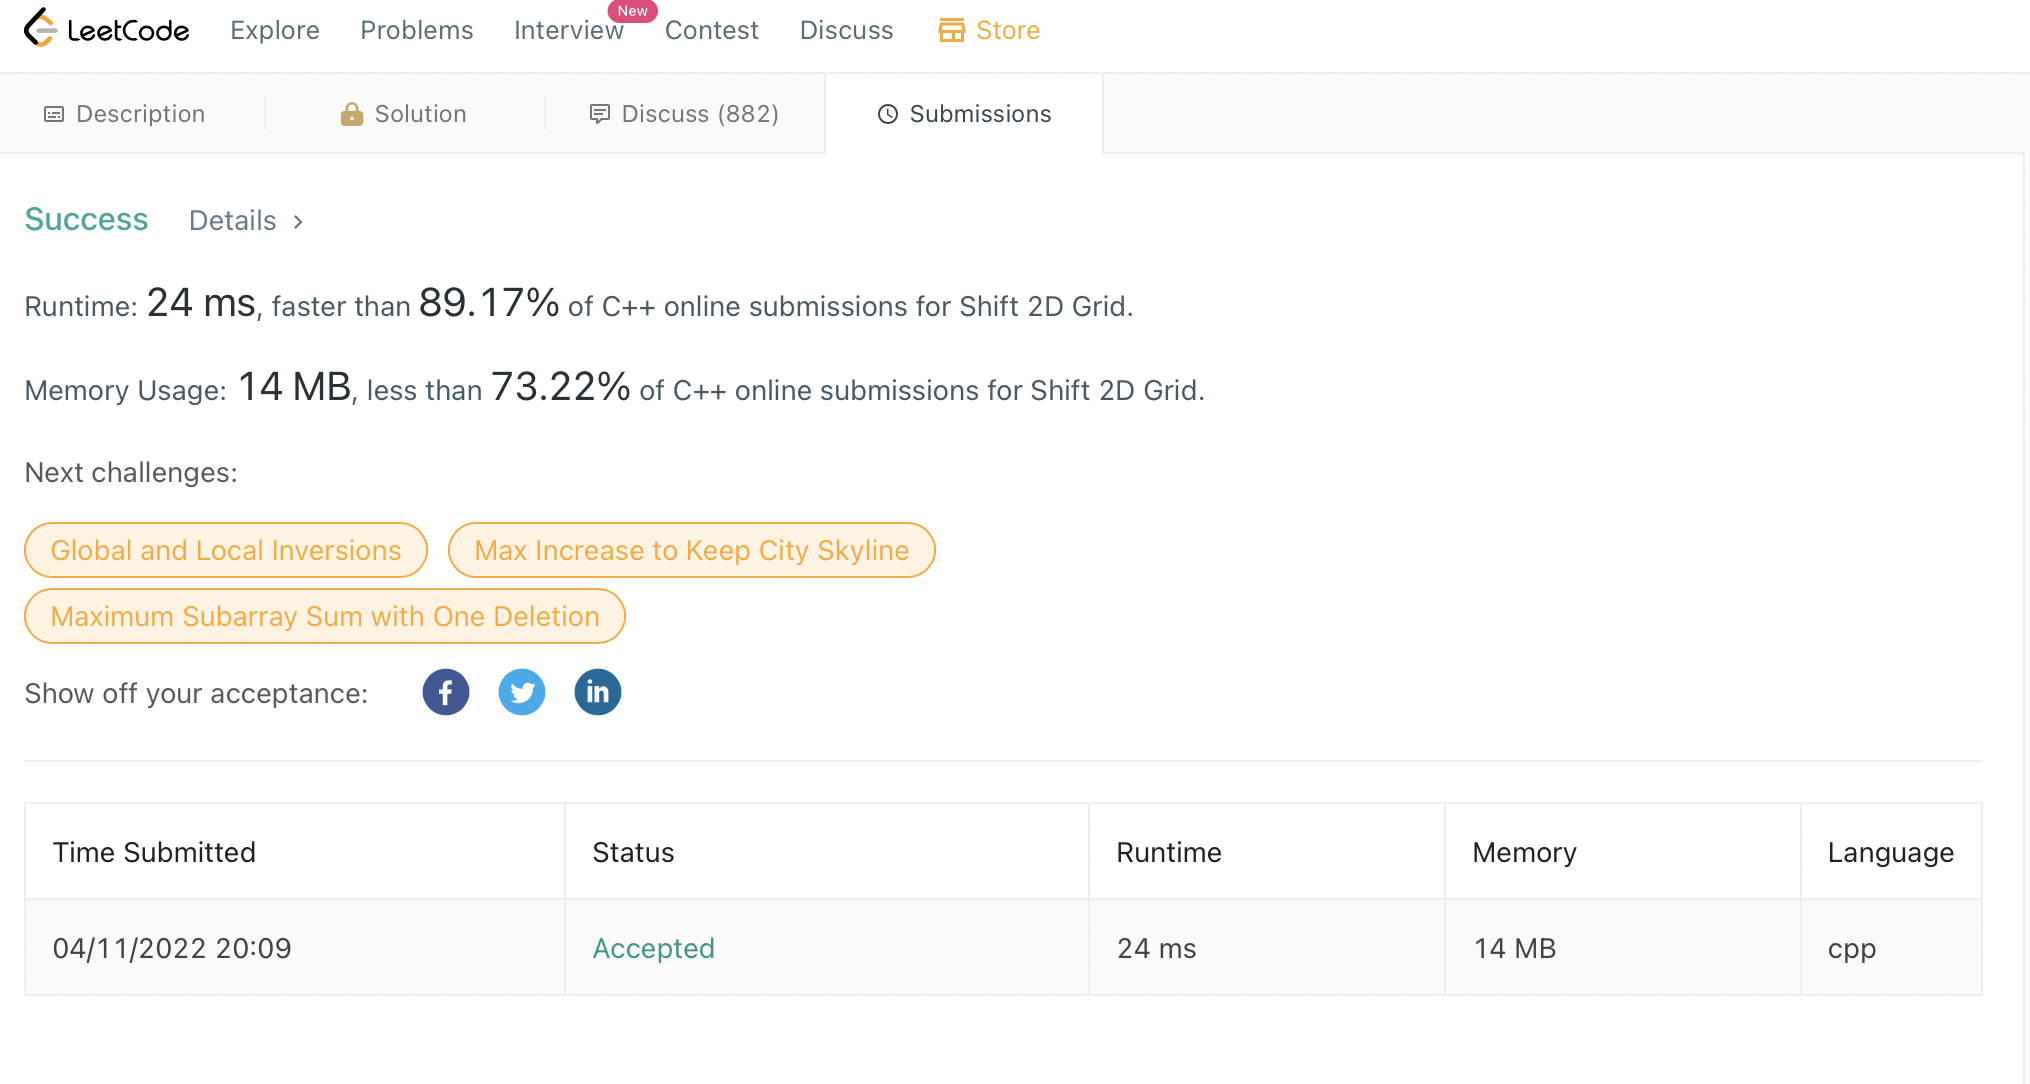 LeetCode Explore Problems Interview New Contest Discuss Store
Description Solution Discuss (882) Submissions
Success Details >
Runtime: 24 ms, faster than 89.17% of C++ online submissions for Shift 2D Grid.
Memory Usage: 14 MB, less than 73.22% of C++ online submissions for Shift 2D Grid.
Next challenges:
Global and Local Inversions Max Increase to Keep City Skyline
Maximum Subarray Sum with One Deletion
Show off your acceptance: f in
Time Submitted Status Runtime Memory Language
04/11/2022 20:09 Accepted 24 ms 14 MB cpp